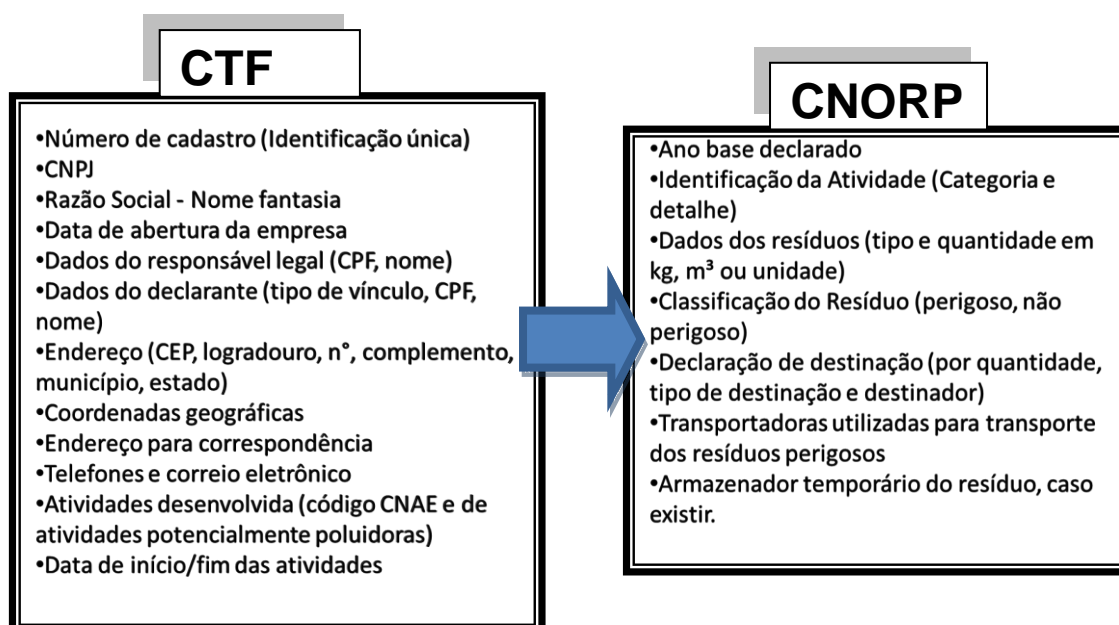 CTF
•Número de cadastro (Identificação única)
•CNPJ
•Razão Social - Nome fantasia
•Data de abertura da empresa
•Dados do responsável legal (CPF, nome)
•Dados do declarante (tipo de vínculo, CPF,
nome)
•Endereço (CEP, logradouro, n°, complemento,
município, estado)
•Coordenadas geográficas
•Endereço para correspondência
•Telefones e correio eletrônico
•Atividades desenvolvida (código CNAE e de
atividades potencialmente poluidoras)
•Data de início/fim das atividades
CNORP
•Ano base declarado
•Identificação da Atividade (Categoria e
detalhe)
•Dados dos resíduos (tipo e quantidade em
kg, m³ ou unidade)
•Classificação do Resíduo (perigoso, não
perigoso)
•Declaração de destinação (por quantidade,
tipo de destinação e destinador)
•Transportadoras utilizadas para transporte
dos resíduos perigosos
•Armazenador temporário do resíduo, caso
existir.